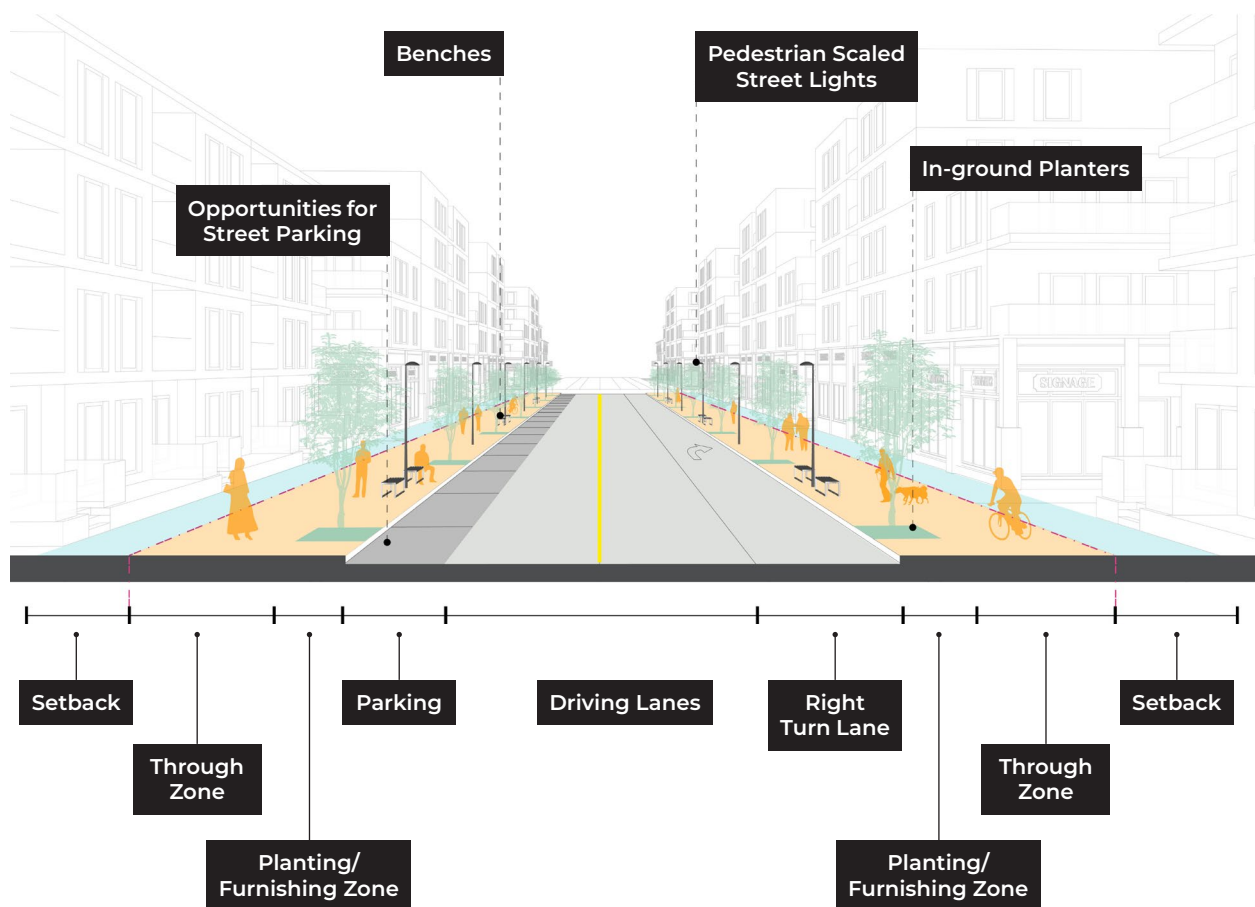 Benches
Pedestrian Scaled
Street Lights
In-ground Planters
Opportunities for
Street Parking
SIGNAGE
Setback
Parking
Driving Lanes
Right
Turn Lane
Setback
Through
Zone
Through
Zone
Planting/
Furnishing Zone
Planting/
Furnishing Zone